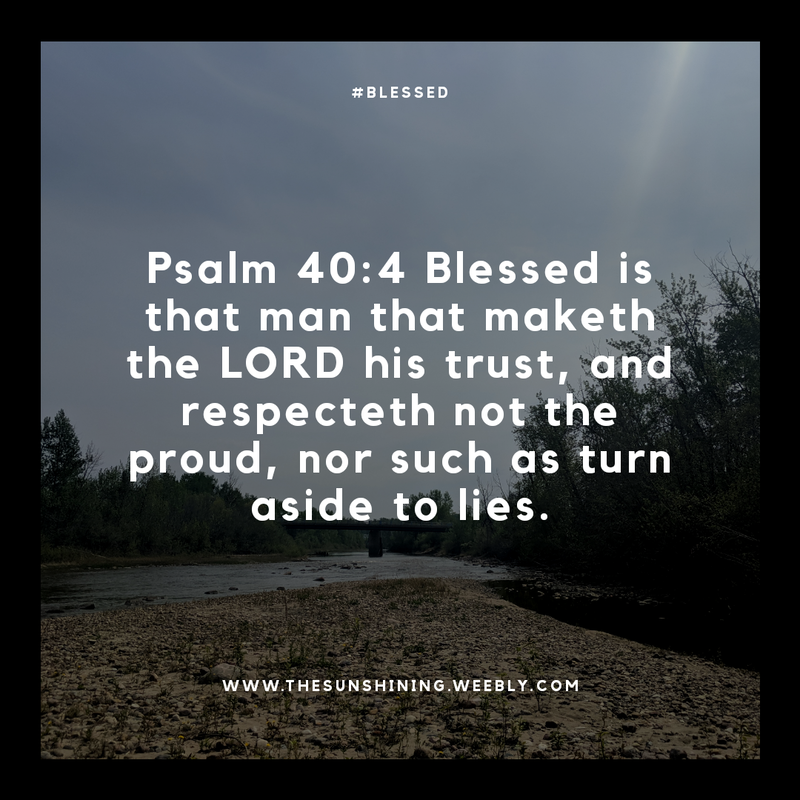 #BLESSED
Psalm 40:4 Blessed is
that man that maketh
the LORD his trust, and
respecteth not the
proud, nor such as turn
aside to lies.
WWW.THESUNSHINING.WEEBLY.COM